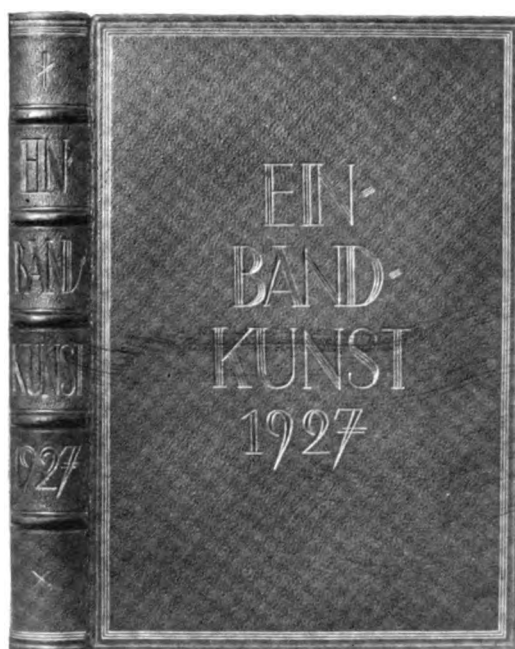 EIN-
BAND-
KUNST
1927
EIN-
BAND-
KUNST
1927